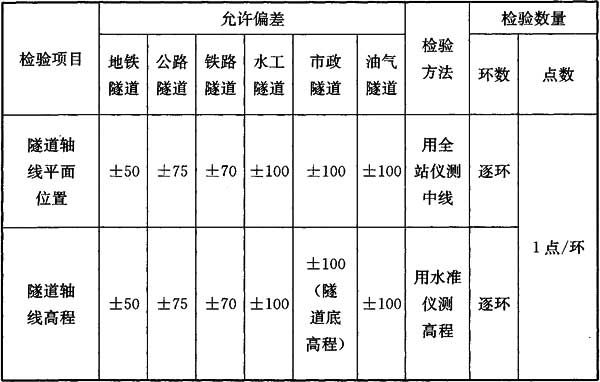 检验项目
允许偏差
检验
方法
检验数量
地铁
隧道
公路
隧道
铁路
隧道
水工
隧道
市政
隧道
油气
隧道
环数
点数
隧道轴
线平面
位置
±50
±75
±70
±100
±100
±100
用全
站仪测
中线
逐环
1点/环
隧道轴
线高程
±50
±75
±70
±100
±100
（隧
道底
高程）
±100
用水准
仪测
高程
逐环